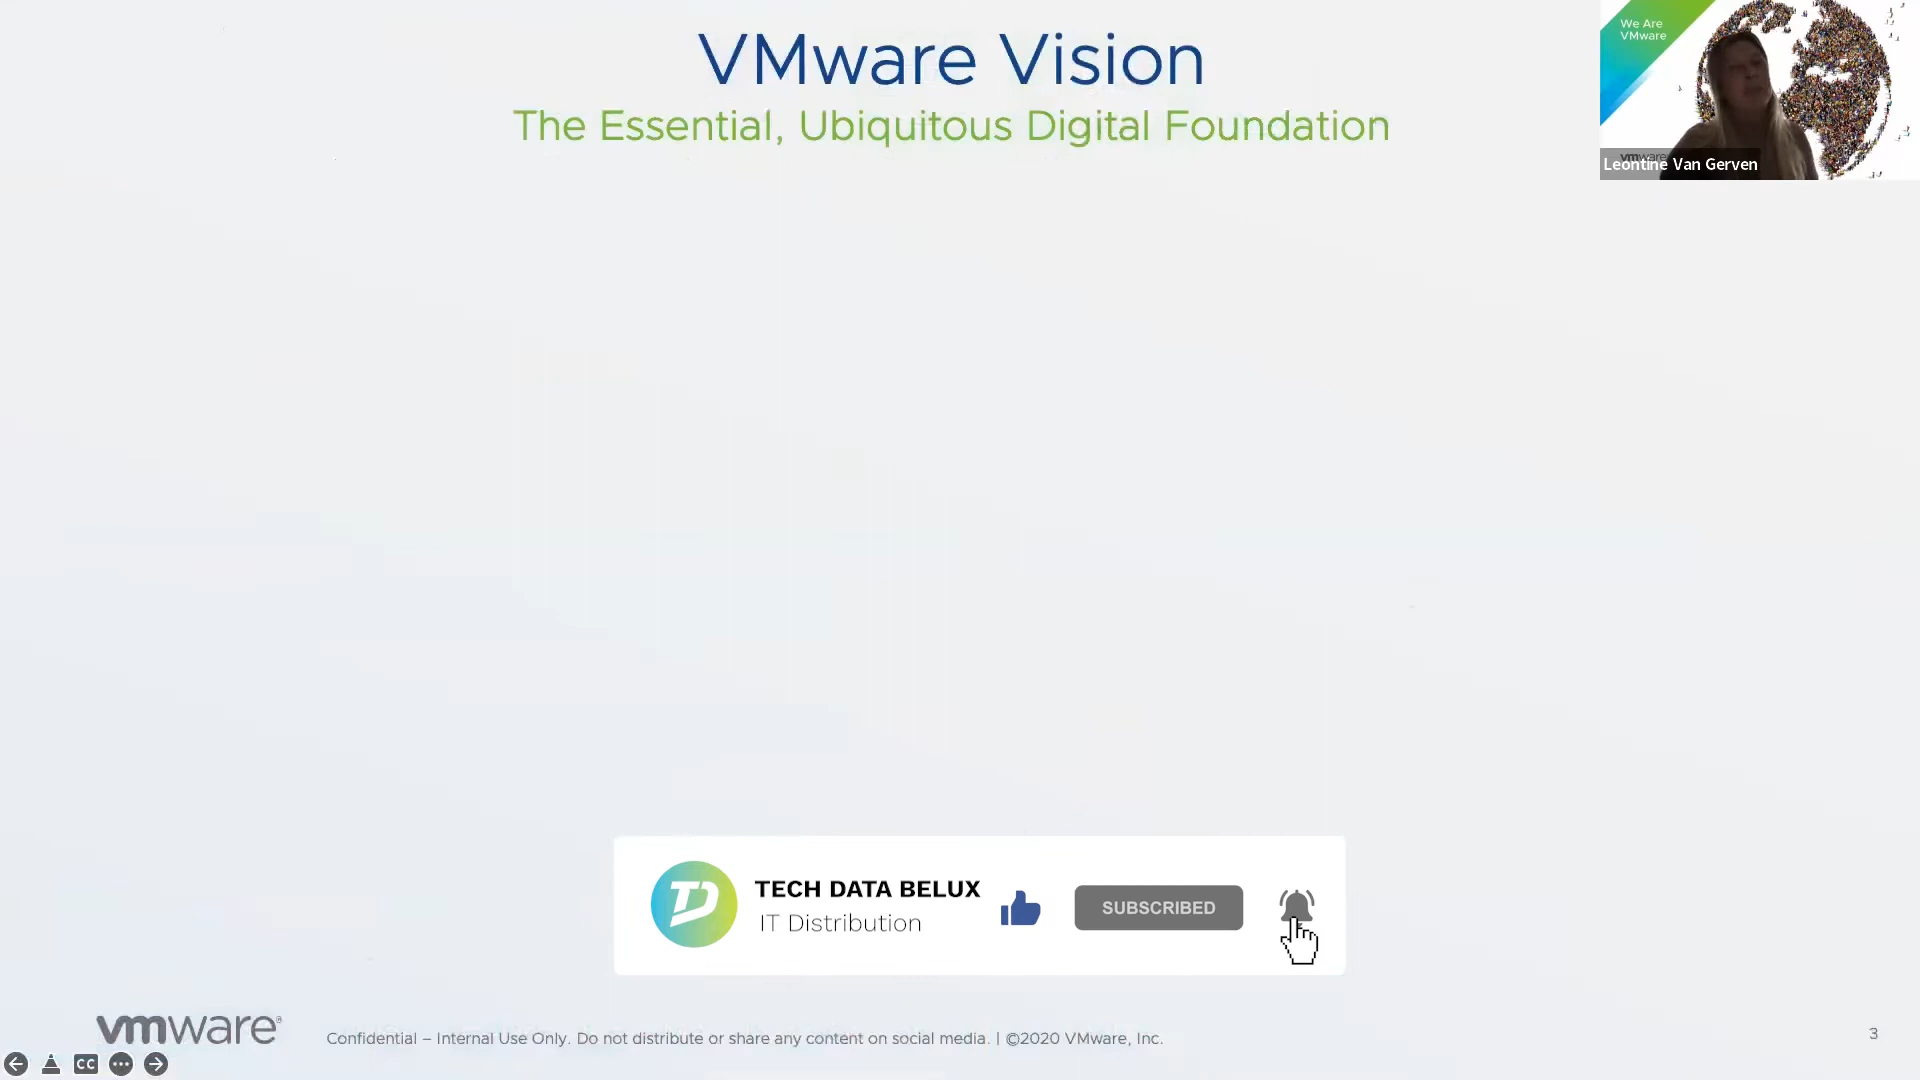 VMware Vision
The Essential, Ubiquitous Digital Foundation
We Are
VMware
vmware
Leontine Van Gerven
TD
TECH DATA BELUX
IT Distribution
SUBSCRIBED
vmware®
Confidential – Internal Use Only. Do not distribute or share any content on social media. | ©2020 VMware, Inc.
3
CC